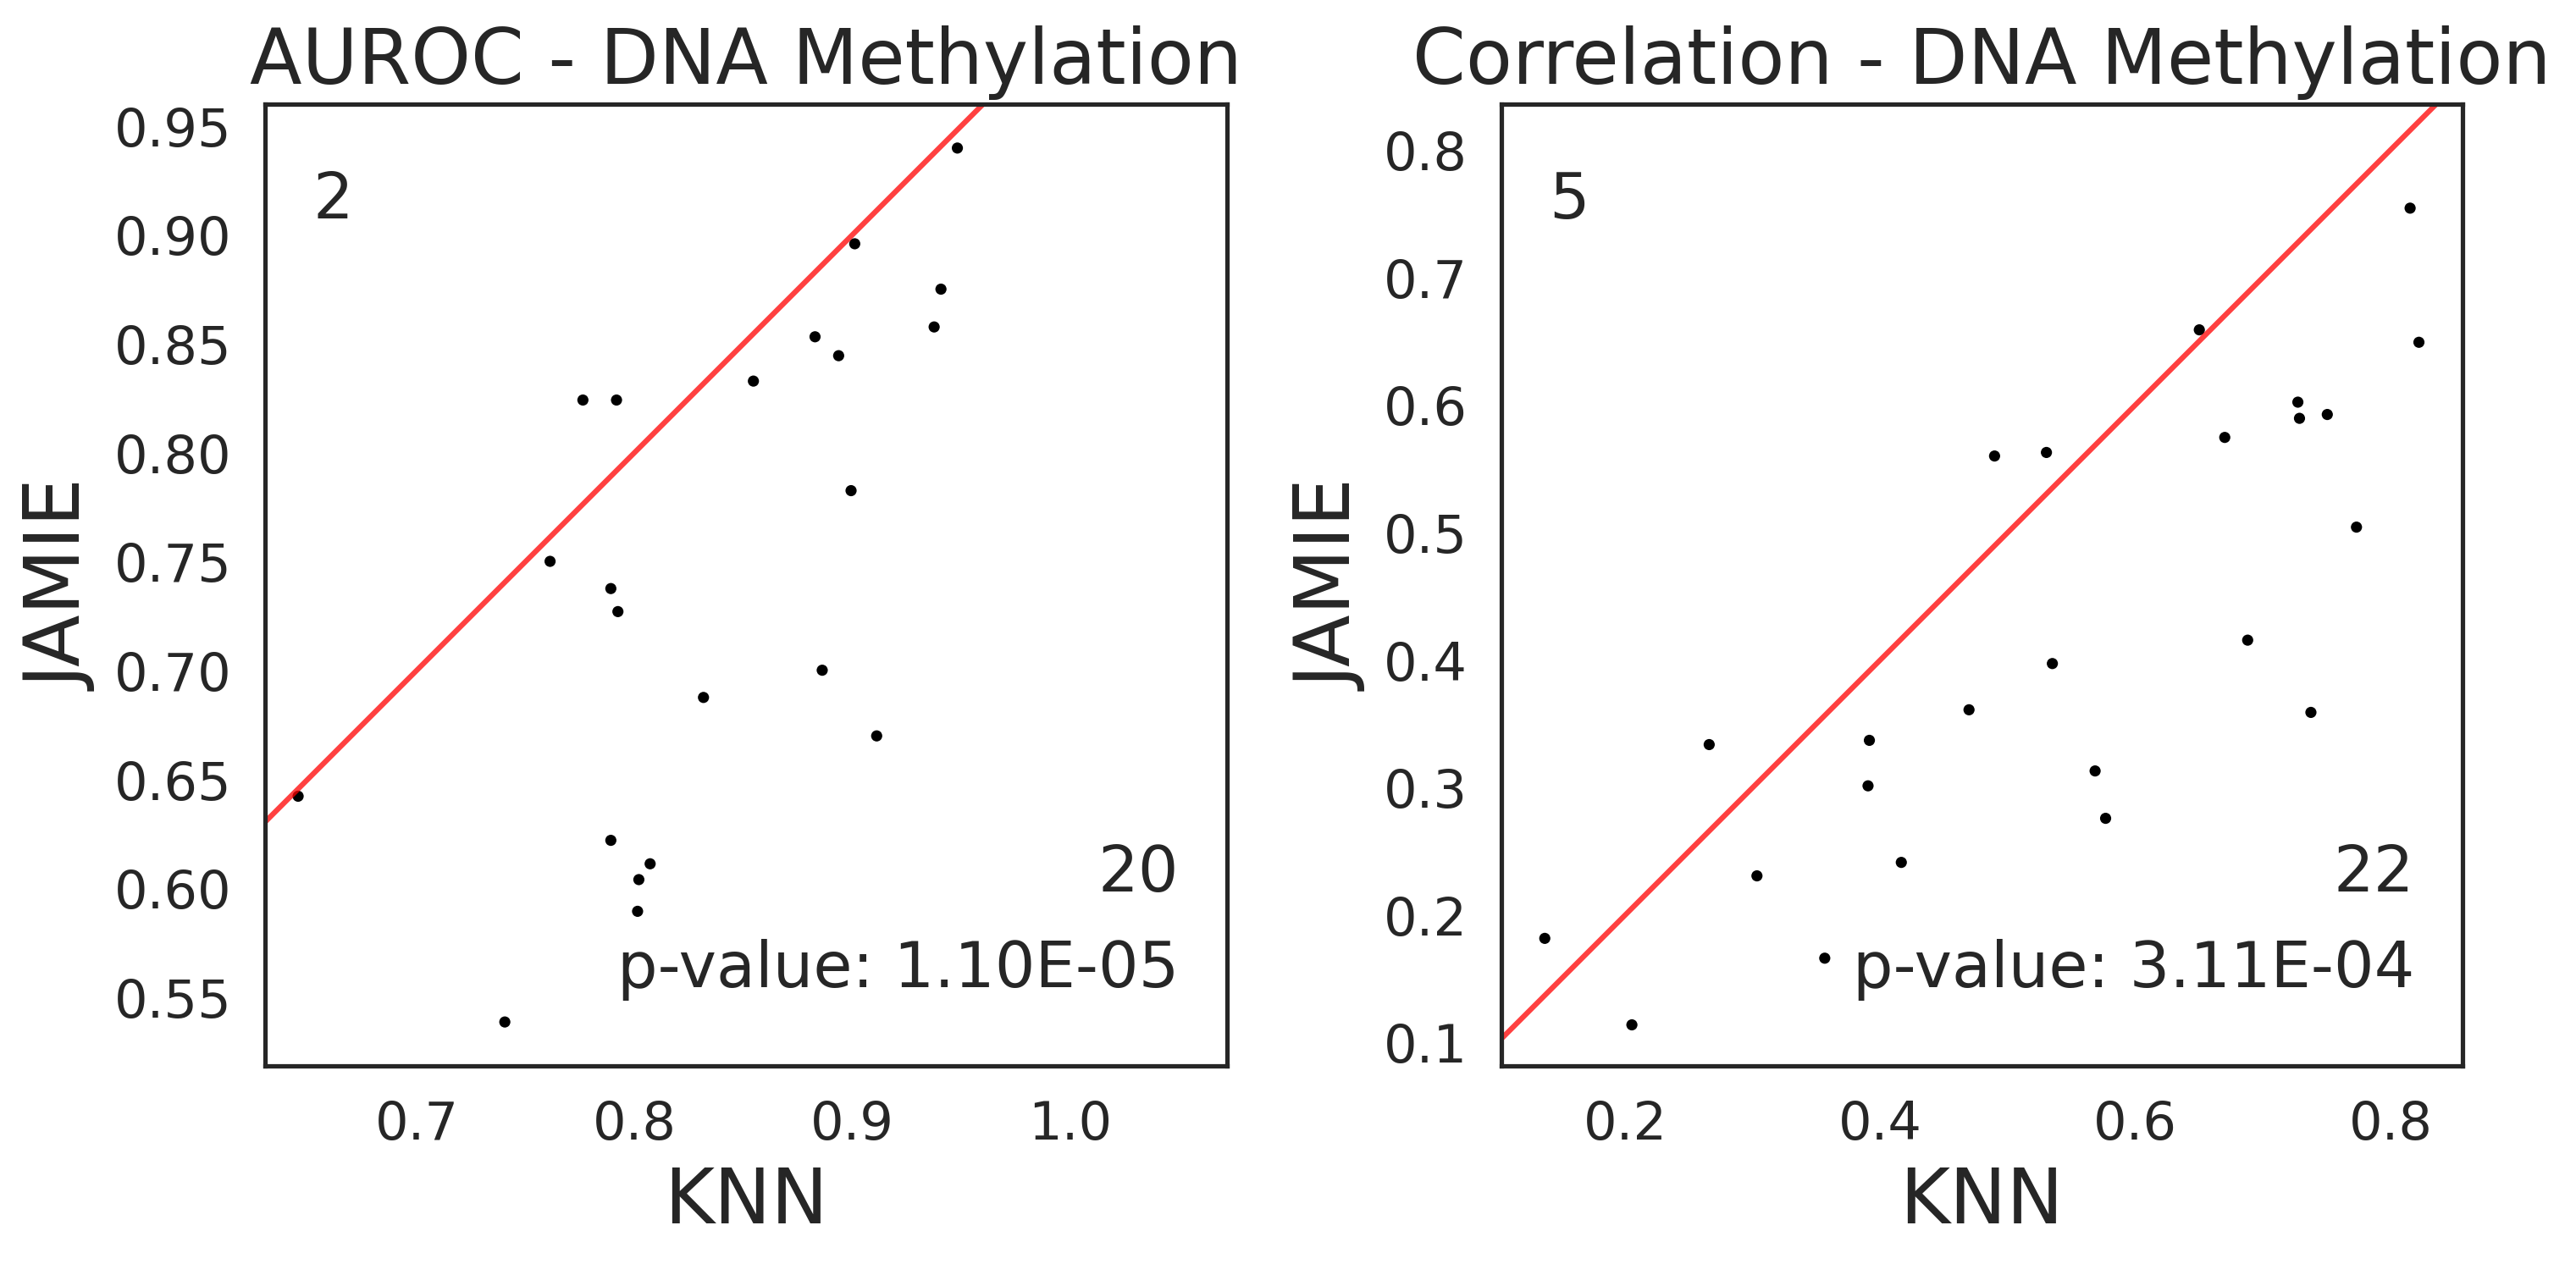 AUROC - DNA Methylation
0.95
0.90
0.85
0.80
0.75
0.70
0.65
0.60
0.55
JAMIE
2
20
p-value: 1.10E-05
0.7 0.8 0.9 1.0
KNN
Correlation - DNA Methylation
0.8
0.7
0.6
0.5
0.4
0.3
0.2
0.1
JAMIE
5
22
p-value: 3.11E-04
0.2 0.4 0.6 0.8
KNN